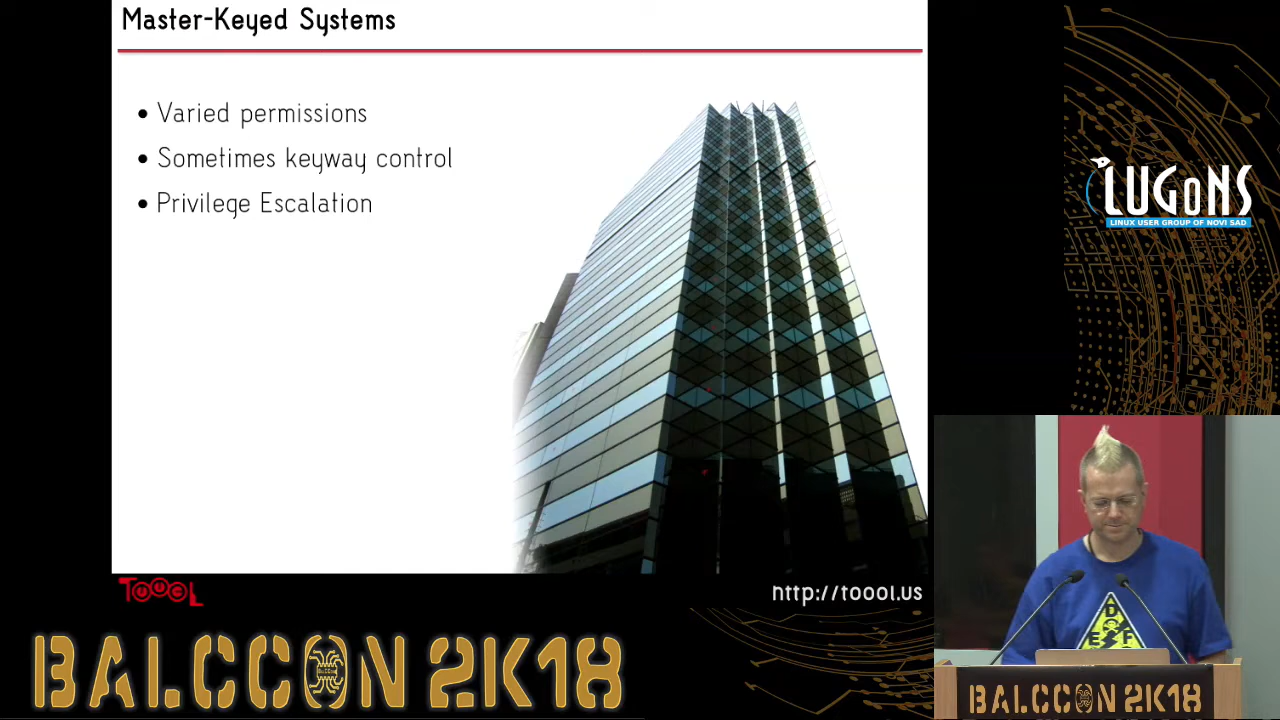 Master-Keyed Systems
• Varied permissions
• Sometimes keyway control
• Privilege Escalation
TOOOL
http://toool.us
LUGoNS
LINUX USER GROUP OF NOVI SAD
D
E F
BALCCON 2K18
BALCCON 2K18